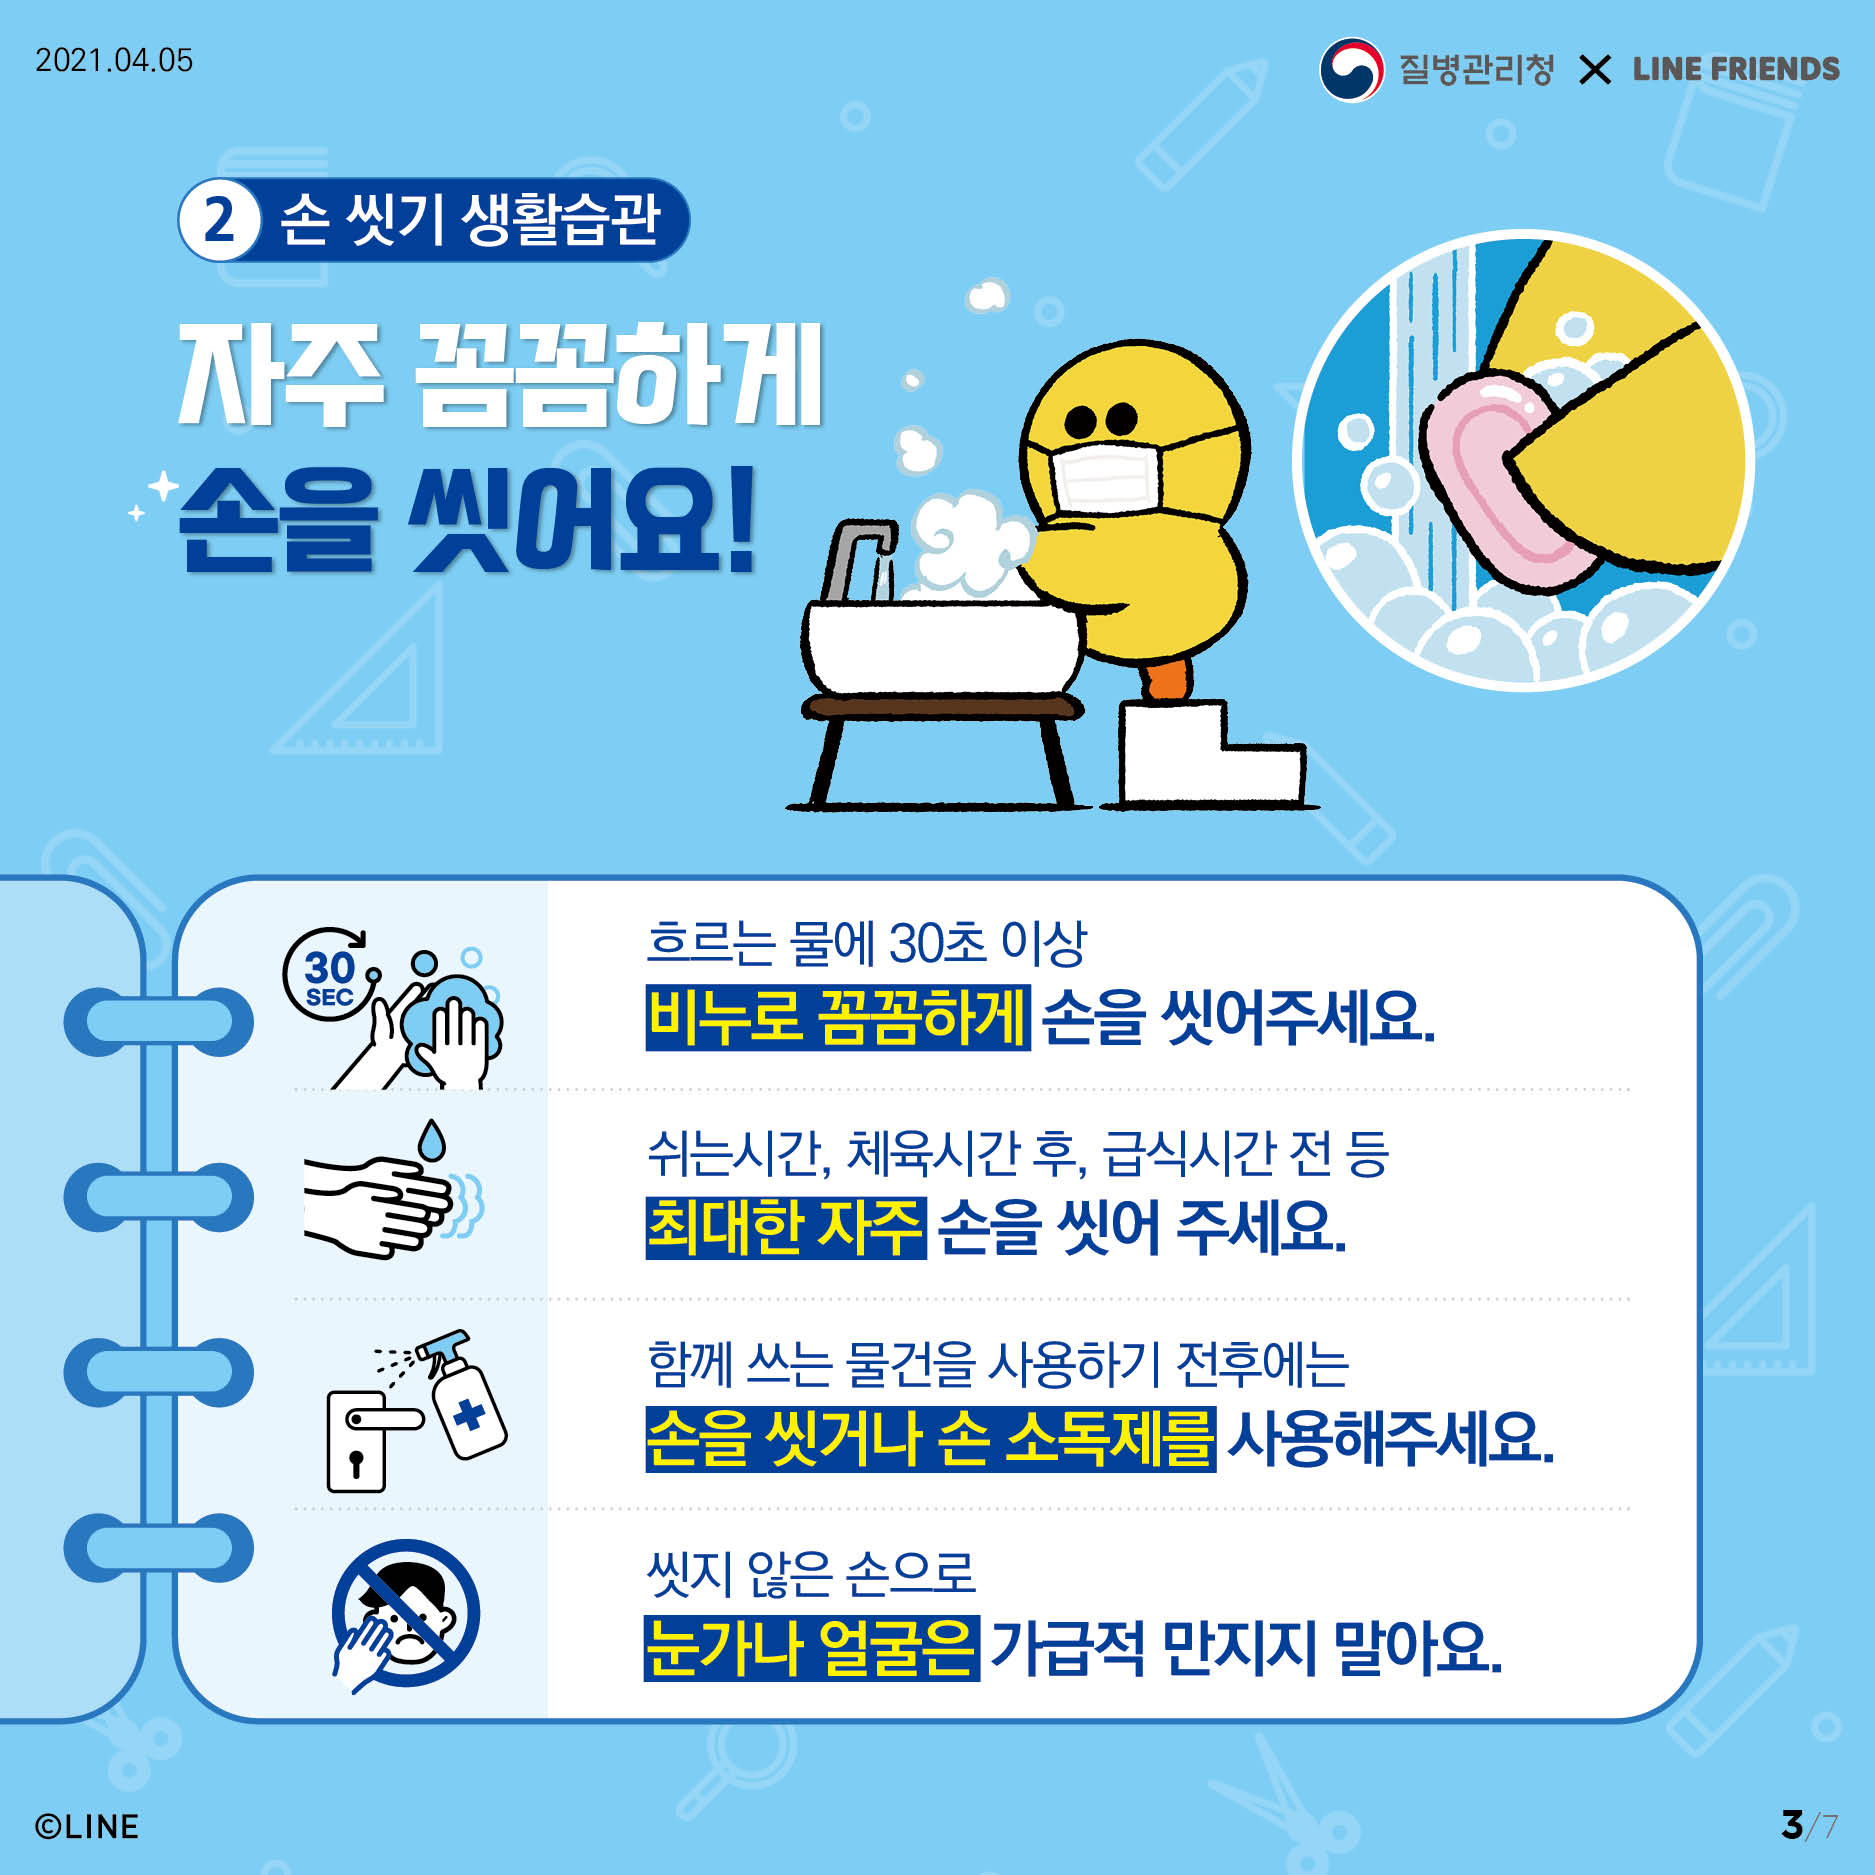 2021.04.05
질병관리청 × LINE FRIENDS
2 손 씻기 생활습관
자주 꼼꼼하게
손을 씻어요!
30
SEC
흐르는 물에 30초 이상
비누로 꼼꼼하게 손을 씻어주세요.
쉬는시간, 체육시간 후, 급식시간 전 등
최대한 자주 손을 씻어 주세요.
함께 쓰는 물건을 사용하기 전후에는
손을 씻거나 손 소독제를 사용해주세요.
씻지 않은 손으로
눈가나 얼굴은 가급적 만지지 말아요.
©LINE
3/7